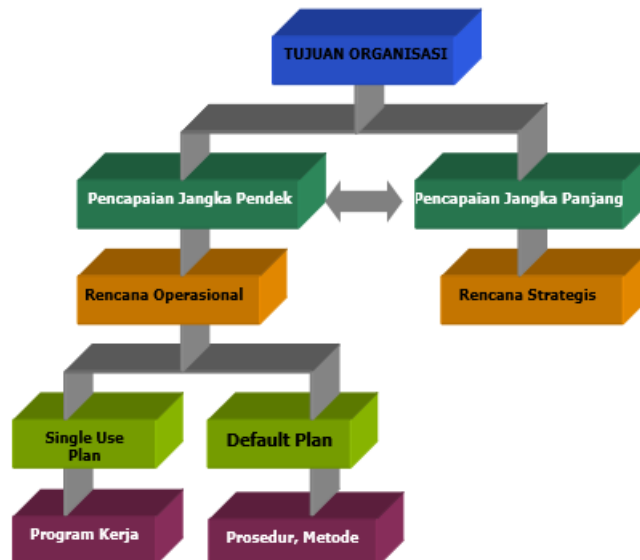 TUJUAN ORGANISASI
Pencapaian Jangka Pendek
Pencapaian Jangka Panjang
Rencana Operasional
Rencana Strategis
Single Use
Plan
Default Plan
Program Kerja
Prosedur, Metode